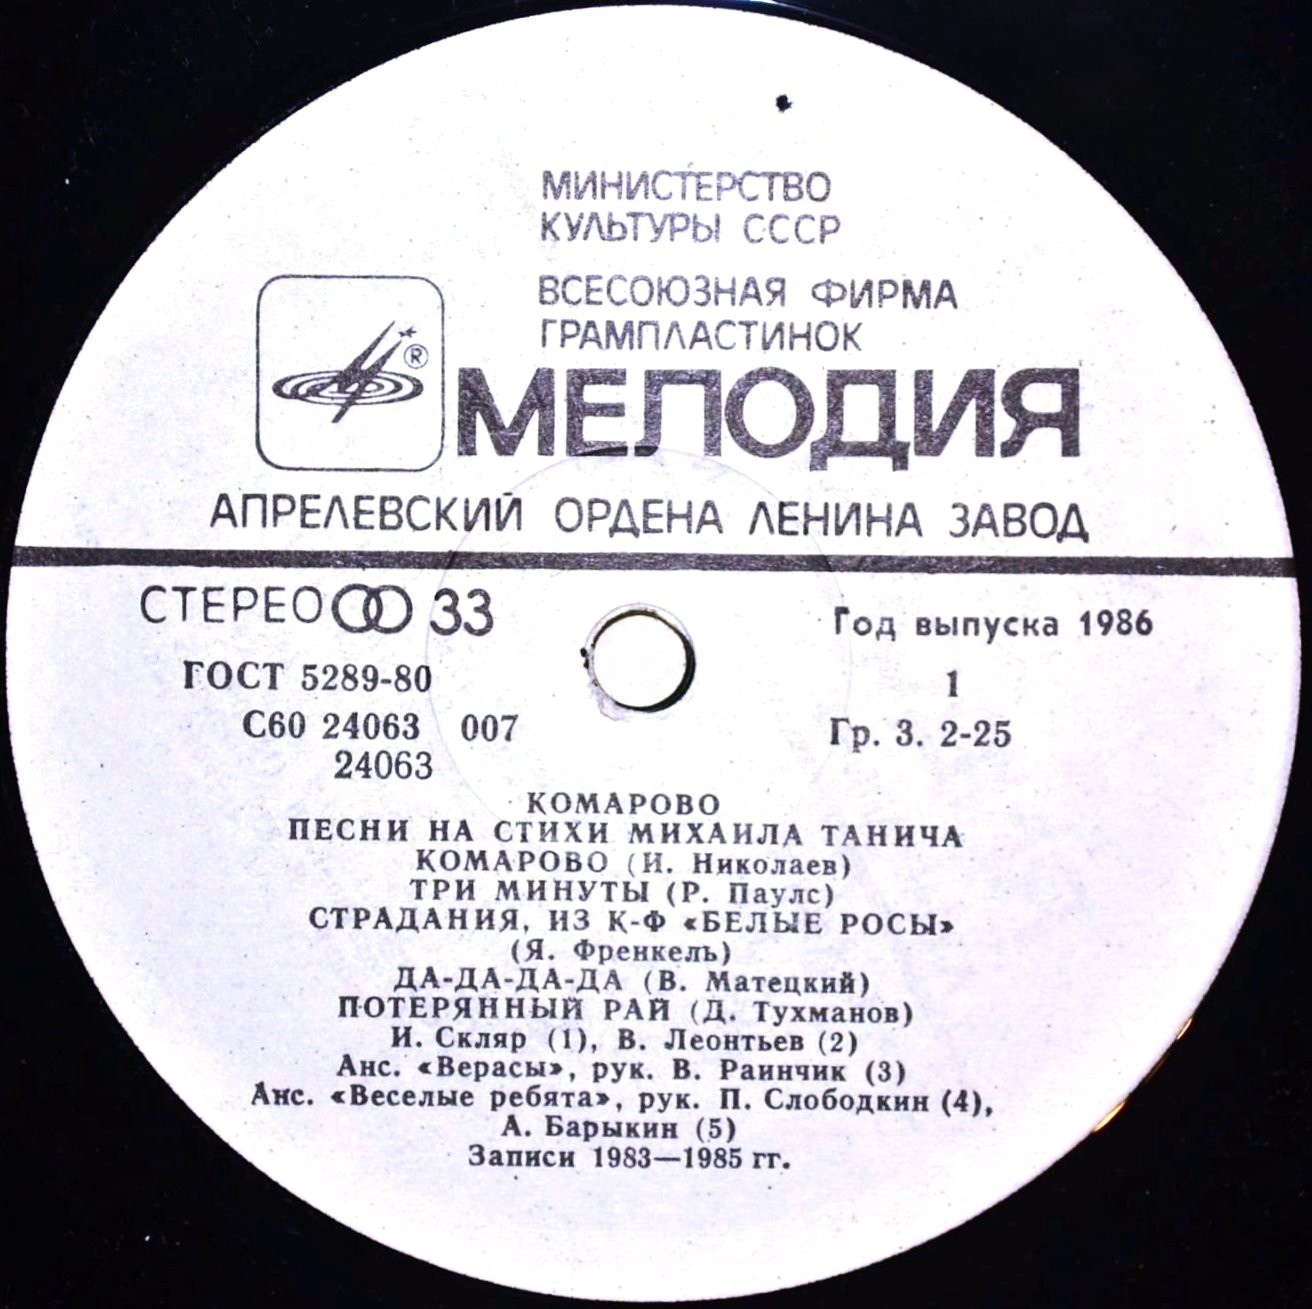 МИНИСТЕРСТВО
КУЛЬТУРЫ СССР
ВСЕСОЮЗНАЯ ФИРМА
ГРАМПЛАСТИНОК
®
МЕЛОДИЯ
АПРЕЛЕВСКИЙ ОРДЕНА ЛЕНИНА ЗАВОД
СТЕРЕО 33
Год выпуска 1986
ГОСТ 5289-80
1
С60 24063 007
Гр. 3. 2-25
24063
КОМАРОВО
ПЕСНИ НА СТИХИ МИХАИЛА ТАНИЧА
КОМАРОВО (И. Николаев)
ТРИ МИНУТЫ (Р. Паулс)
СТРАДАНИЯ, ИЗ К-Ф «БЕЛЫЕ РОСЫ»
(Я. Френкель)
ДА-ДА-ДА-ДА (В. Матецкий)
ПОТЕРЯННЫЙ РАЙ (Д. Тухманов)
И. Скляр (1), В. Леонтьев (2)
Анс. «Верасы», рук. В. Раинчик (3)
Анс. «Веселые ребята», рук. П. Слободкин (4),
А. Барыкин (5)
Записи 1983—1985 гг.